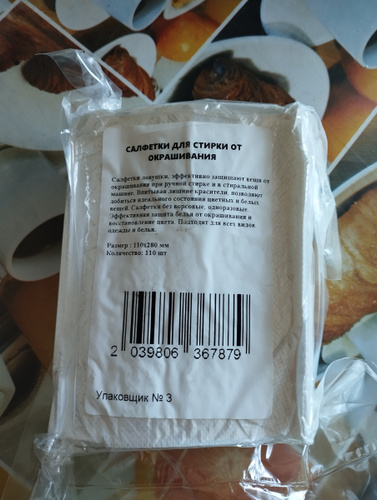 САЛФЕТКИ ДЛЯ СТИРКИ ОТ
ОКРАШИВАНИЯ
Салфетки ловушки, эффективно защищают вещи от
окрашивания при ручной стирке и в стиральной
машине. Впитывая лишние красители, позволяют
добиться идеального состояния цветных и белых
вещей. Салфетки без ворсовые, одноразовые.
Эффективная защита белья от окрашивания и
восстановление цвета. Подходит для всех видов
одежды и белья.
Размер : 110x280 мм
Количество: 110 шт
2 039806 367879
Упаковщик № 3